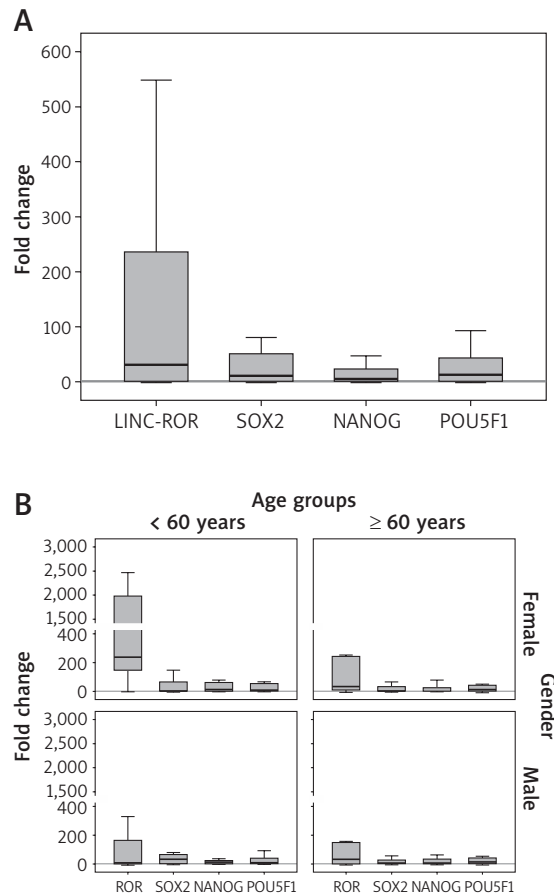 A
Fold change
600
500
400
300
200
100
0
LINC-ROR SOX2 NANOG POU5F1
B
Age groups
< 60 years ≥ 60 years
Fold change
3,000
2,500
2,000
1,500
400
200
0
Female
Gender
3,000
2,500
2,000
1,500
400
200
0
Male
ROR SOX2 NANOG POU5F1 ROR SOX2 NANOG POU5F1